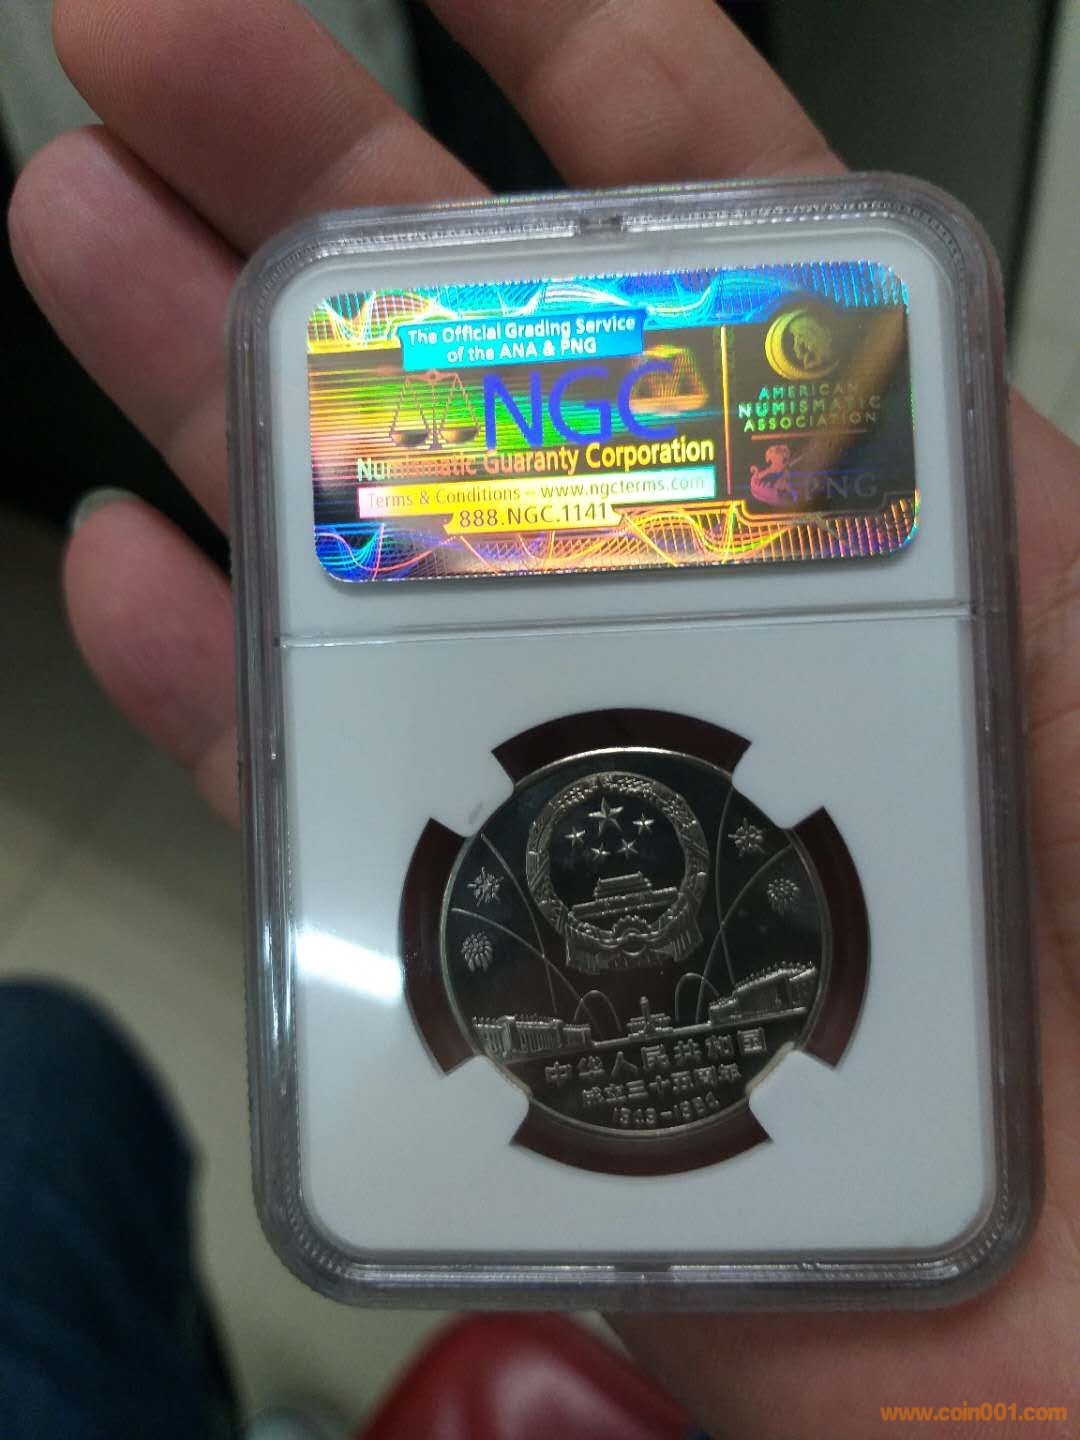 The Official Grading Service
of the ANA & PNG
NGC
Numismatic Guaranty Corporation
Terms & Conditions – www.ngcterms.com
888.NGC.1141
AMERICAN
NUMISMATIC
ASSOCIATION
PNG
中华人民共和国
成立三十五周年
1949-1984
www.coin001.com